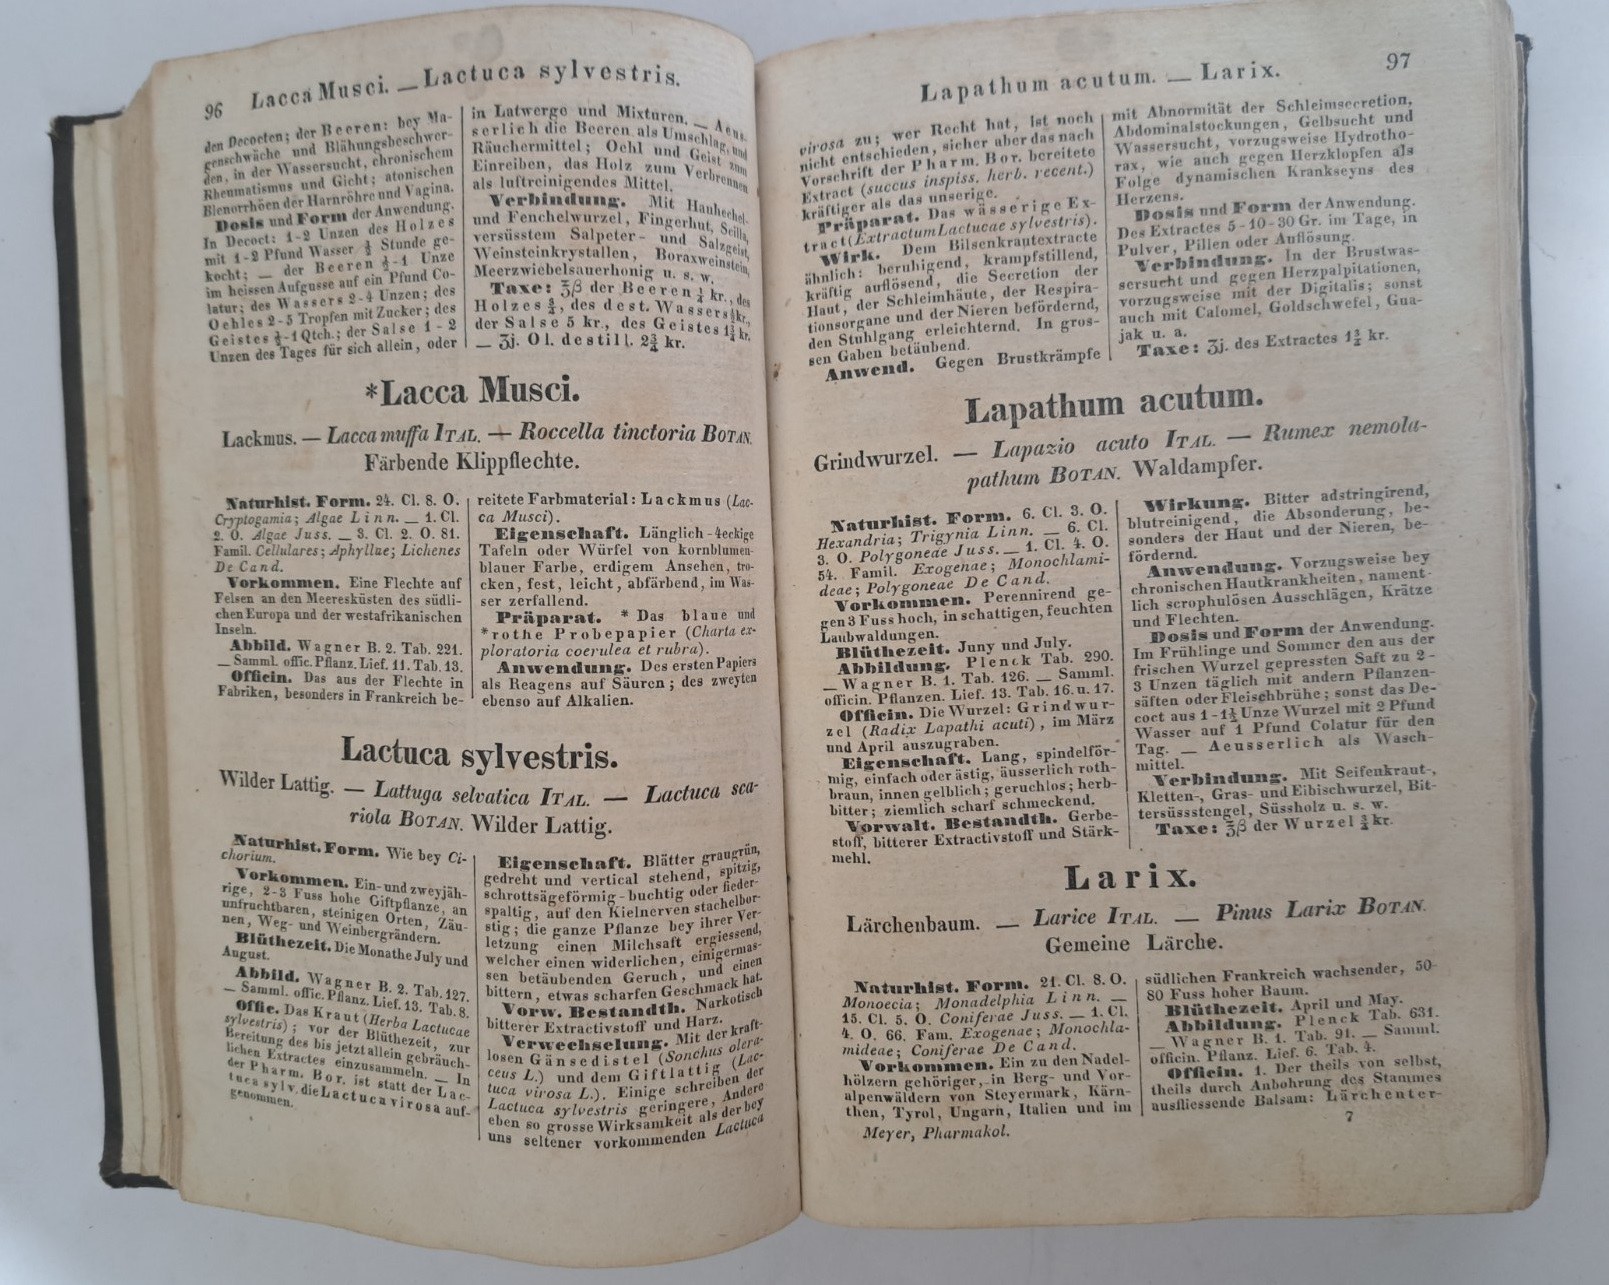 96 Lacca Musci. — Lactuca sylvestris.
den Decocten; der Beeren: bey Ma-
genschwäche und Blähungsbeschwer-
den, in der Wassersucht, chronischem
Rheumatismus und Gicht; atonischen
Blenorrhöen der Harnröhre und Vagina.
Dosis und Form der Anwendung.
In Decoct: 1-2 Unzen des Holzes
mit 1-2 Pfund Wasser ½ Stunde ge-
kocht; — der Beeren ½-1 Unze
im heissen Aufgusse auf ein Pfund Co-
latur; des Wassers 2-4 Unzen; des
Oehles 2-5 Tropfen mit Zucker; des
Geistes ½-1 Qtch.; der Salse 1-2
Unzen des Tages für sich allein, oder
in Latwerge und Mixturen. — Aeus-
serlich die Beeren als Umschlag, und
Räuchermittel; Oehl und Geist zum
Einreiben, das Holz zum Verbrennen
als luftreinigendes Mittel.
Verbindung. Mit Hauhechel-
und Fenchelwurzel, Fingerhut, Scilla,
versüsstem Salpeter- und Salzgeist,
Weinsteinkrystallen, Boraxweinstein,
Meerzwiebelsauerhonig u. s. w.
Taxe: ℥β der Beeren ¼ kr., des
Holzes ¾, des dest. Wassers ½ kr.,
der Salse 5 kr., des Geistes 1¾ kr.
— ʒj. Ol. destill. 2¾ kr.
*Lacca Musci.
Lackmus. — Lacca muffa ITAL. — Roccella tinctoria BOTAN.
Färbende Klippflechte.
Naturhist. Form. 24. Cl. 8. O.
Cryptogamia; Algae Linn. — 1. Cl.
2. O. Algae Juss. — 3. Cl. 2. O. 81.
Famil. Cellulares; Aphyllae; Lichenes
De Cand.
Vorkommen. Eine Flechte auf
Felsen an den Meeresküsten des südli-
chen Europa und der westafrikanischen
Inseln.
Abbild. Wagner B. 2. Tab. 221.
— Samml. offic. Pflanz. Lief. 11. Tab. 13.
Officin. Das aus der Flechte in
Fabriken, besonders in Frankreich be-
reitete Farbmaterial: Lackmus (Lac-
ca Musci).
Eigenschaft. Länglich-4eckige
Tafeln oder Würfel von kornblumen-
blauer Farbe, erdigem Ansehen, tro-
cken, fest, leicht, abfärbend, im Was-
ser zerfallend.
Präparat. * Das blaue und
*rothe Probepapier (Charta ex-
ploratoria coerulea et rubra).
Anwendung. Des ersten Papiers
als Reagens auf Säuren; des zweyten
ebenso auf Alkalien.
Lactuca sylvestris.
Wilder Lattig. — Lattuga selvatica ITAL. — Lactuca sca-
riola BOTAN. Wilder Lattig.
Naturhist. Form. Wie bey Ci-
chorium.
Vorkommen. Ein- und zweyjäh-
rige, 2-3 Fuss hohe Giftpflanze, an
unfruchtbaren, steinigen Orten, Zäu-
nen, Weg- und Weinbergrändern.
Blüthezeit. Die Monathe July und
August.
Abbild. Wagner B. 2. Tab. 127.
— Samml. offic. Pflanz. Lief. 13. Tab. 8.
Offic. Das Kraut (Herba Lactucae
sylvestris); vor der Blüthezeit, zur
Bereitung des bis jetzt allein gebräuch-
lichen Extractes einzusammeln. — In
der Pharm. Bor. ist statt der Lac-
tuca sylv. die Lactuca virosa auf-
genommen.
Eigenschaft. Blätter graugrün,
gedreht und vertical stehend, spitzig,
schrottsägeförmig-buchtig oder fieder-
spaltig, auf den Kielnerven stachelbor-
stig; die ganze Pflanze bey ihrer Ver-
letzung einen Milchsaft ergiessend,
welcher einen widerlichen, einigermas-
sen betäubenden Geruch, und einen
bittern, etwas scharfen Geschmack hat.
Vorw. Bestandth. Narkotisch
bitterer Extractivstoff und Harz.
Verwechselung. Mit der kraft-
losen Gänsedistel (Sonchus olera-
ceus L.) und dem Giftlattig (Lac-
tuca virosa L.). Einige schreiben der
Lactuca sylvestris geringere, Andere
eben so grosse Wirksamkeit als der bey
uns seltener vorkommenden Lactuca
Lapathum acutum. — Larix. 97
virosa zu; wer Recht hat, ist noch
nicht entschieden, sicher aber das nach
Vorschrift der Pharm. Bor. bereitete
Extract (succus inspiss. herb. recent.)
kräftiger als das unserige.
Präparat. Das wässerige Ex-
tract (Extractum Lactucae sylvestris).
Wirk. Dem Bilsenkrautextracte
ähnlich: beruhigend, krampfstillend,
kräftig auflösend, die Secretion der
Haut, der Schleimhäute, der Respira-
tionsorgane und der Nieren befördernd,
den Stuhlgang erleichternd. In gros-
sen Gaben betäubend.
Anwend. Gegen Brustkrämpfe
mit Abnormität der Schleimsecretion,
Abdominalstockungen, Gelbsucht und
Wassersucht, vorzugsweise Hydrotho-
rax, wie auch gegen Herzklopfen als
Folge dynamischen Krankseyns des
Herzens.
Dosis und Form der Anwendung.
Des Extractes 5-10-30 Gr. im Tage, in
Pulver, Pillen oder Auflösung.
Verbindung. In der Brustwas-
sersucht und gegen Herzpalpitationen,
vorzugsweise mit der Digitalis; sonst
auch mit Calomel, Goldschwefel, Gua-
jak u. a.
Taxe: ʒj. des Extractes kr.
Lapathum acutum.
Grindwurzel. — Lapazio acuto ITAL. — Rumex nemola-
pathum BOTAN. Waldampfer.
Naturhist. Form. 6. Cl. 3. O.
Hexandria; Trigynia Linn. — 6. Cl.
3. O. Polygoneae Juss. — 1. Cl. 4. O.
54. Famil. Exogenae; Monochlami-
deae; Polygoneae De Cand.
Vorkommen. Perennirend ge-
gen 3 Fuss hoch, in schattigen, feuchten
Laubwaldungen.
Blüthezeit. Juny und July.
Abbildung. Plenck Tab. 290.
— Wagner B. 1. Tab. 126. — Samml.
officin. Pflanzen. Lief. 13. Tab. 16. u. 17.
Officin. Die Wurzel: Grindwur-
zel (Radix Lapathi acuti), im März
und April auszugraben.
Eigenschaft. Lang, spindelför-
mig, einfach oder ästig, äusserlich roth-
braun, innen gelblich; geruchlos; herb-
bitter; ziemlich scharf schmeckend.
Vorwalt. Bestandth. Gerbe-
stoff, bitterer Extractivstoff und Stärk-
mehl.
Wirkung. Bitter adstringirend,
blutreinigend, die Absonderung, be-
sonders der Haut und der Nieren, be-
fördernd.
Anwendung. Vorzugsweise bey
chronischen Hautkrankheiten, nament-
lich scrophulösen Ausschlägen, Krätze
und Flechten.
Dosis und Form der Anwendung.
Im Frühlinge und Sommer den aus der
frischen Wurzel gepressten Saft zu 2-
3 Unzen täglich mit andern Pflanzen-
säften oder Fleischbrühe; sonst das De-
coct aus 1-1½ Unze Wurzel mit 2 Pfund
Wasser auf 1 Pfund Colatur für den
Tag. — Aeusserlich als Wasch-
mittel.
Verbindung. Mit Seifenkraut-,
Kletten-, Gras- und Eibischwurzel, Bit-
tersüssstengel, Süssholz u. s. w.
Taxe: ℥β der Wurzel ¾ kr.
Larix.
Lärchenbaum. — Larice ITAL. — Pinus Larix BOTAN.
Gemeine Lärche.
Naturhist. Form. 21. Cl. 8. O.
Monoecia; Monadelphia Linn. —
15. Cl. 5. O. Coniferae Juss. — 1. Cl.
4. O. 66. Fam. Exogenae; Monochla-
mideae; Coniferae De Cand.
Vorkommen. Ein zu den Nadel-
hölzern gehöriger, in Berg- und Vor-
alpenwäldern von Steyermark, Kärn-
then, Tyrol, Ungarn, Italien und im
südlichen Frankreich wachsender, 50-
80 Fuss hoher Baum.
Blüthezeit. April und May.
Abbildung. Plenck Tab. 631.
— Wagner B. 1. Tab. 91. — Samml.
officin. Pflanz. Lief. 6. Tab. 4.
Officin. 1. Der theils von selbst,
theils durch Anbohrung des Stammes
ausfliessende Balsam: Lärchenter-
Meyer, Pharmakol. 7